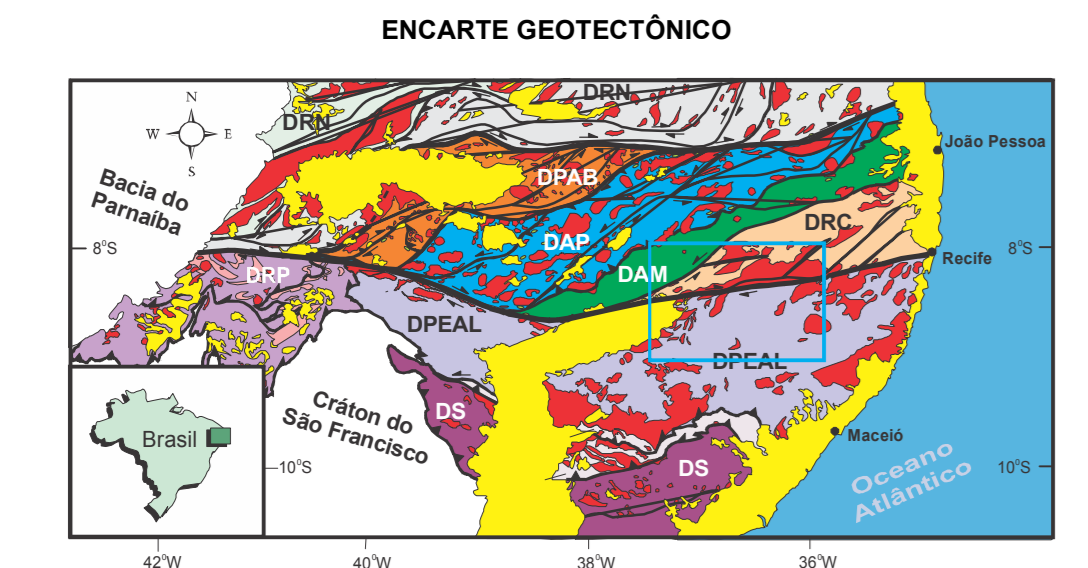 ENCARTE GEOTECTÔNICO
N
W
E
S
DRN
DRN
João Pessoa
DPAB
Bacia do
Parnaíba
DRC
DAP
8°S
8°S
Recife
DAM
DRP
DPEAL
DPEAL
Cráton do
São Francisco
DS
Brasil
Maceió
DS
10°S
10°S
Oceano
Atlântico
42°W
40°W
38°W
36°W